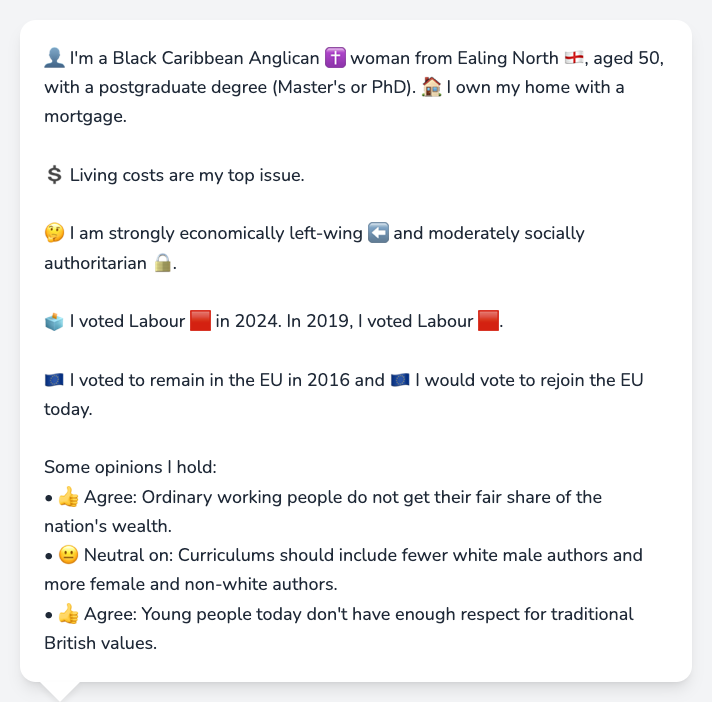 👤 I'm a Black Caribbean Anglican ✝️ woman from Ealing North 🏴󠁧󠁢󠁥󠁮󠁧󠁿, aged 50,
with a postgraduate degree (Master's or PhD). 🏠 I own my home with a
mortgage.
💲 Living costs are my top issue.
🤔 I am strongly economically left-wing ⬅️ and moderately socially
authoritarian 🔒.
🗳️ I voted Labour 🟥 in 2024. In 2019, I voted Labour 🟥.
🇪🇺 I voted to remain in the EU in 2016 and 🇪🇺 I would vote to rejoin the EU
today.
Some opinions I hold:
• 👍 Agree: Ordinary working people do not get their fair share of the
nation's wealth.
• 😐 Neutral on: Curriculums should include fewer white male authors and
more female and non-white authors.
• 👍 Agree: Young people today don't have enough respect for traditional
British values.